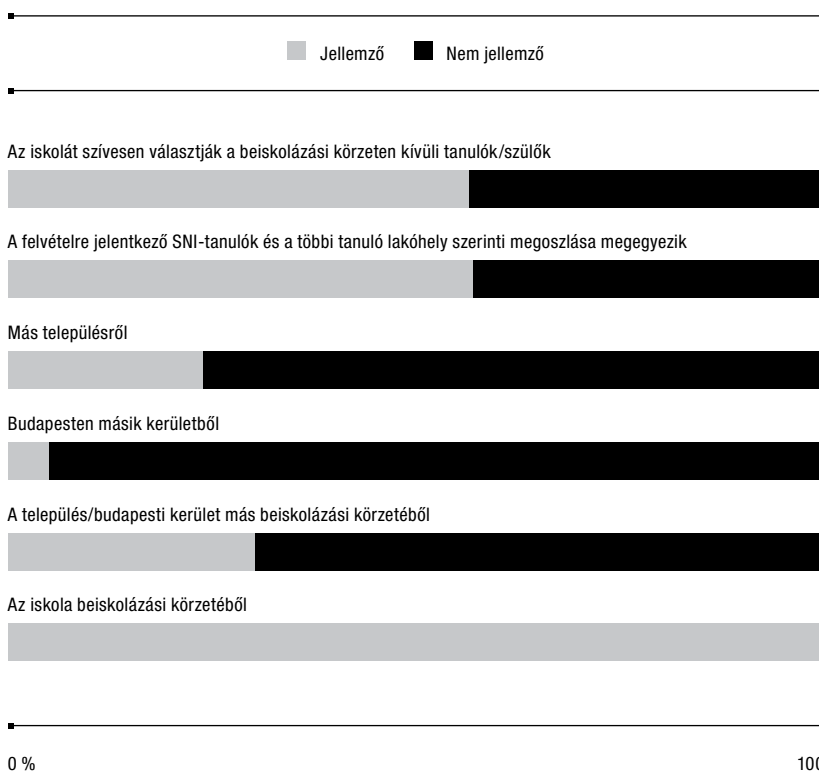 Jellemző Nem jellemző
Az iskolát szívesen választják a beiskolázási körzeten kívüli tanulók/szülők
A felvételre jelentkező SNI-tanulók és a többi tanuló lakóhely szerinti megoszlása megegyezik
Más településről
Budapesten másik kerületből
A település/budapesti kerület más beiskolázási körzetéből
Az iskola beiskolázási körzetéből
0 % 100